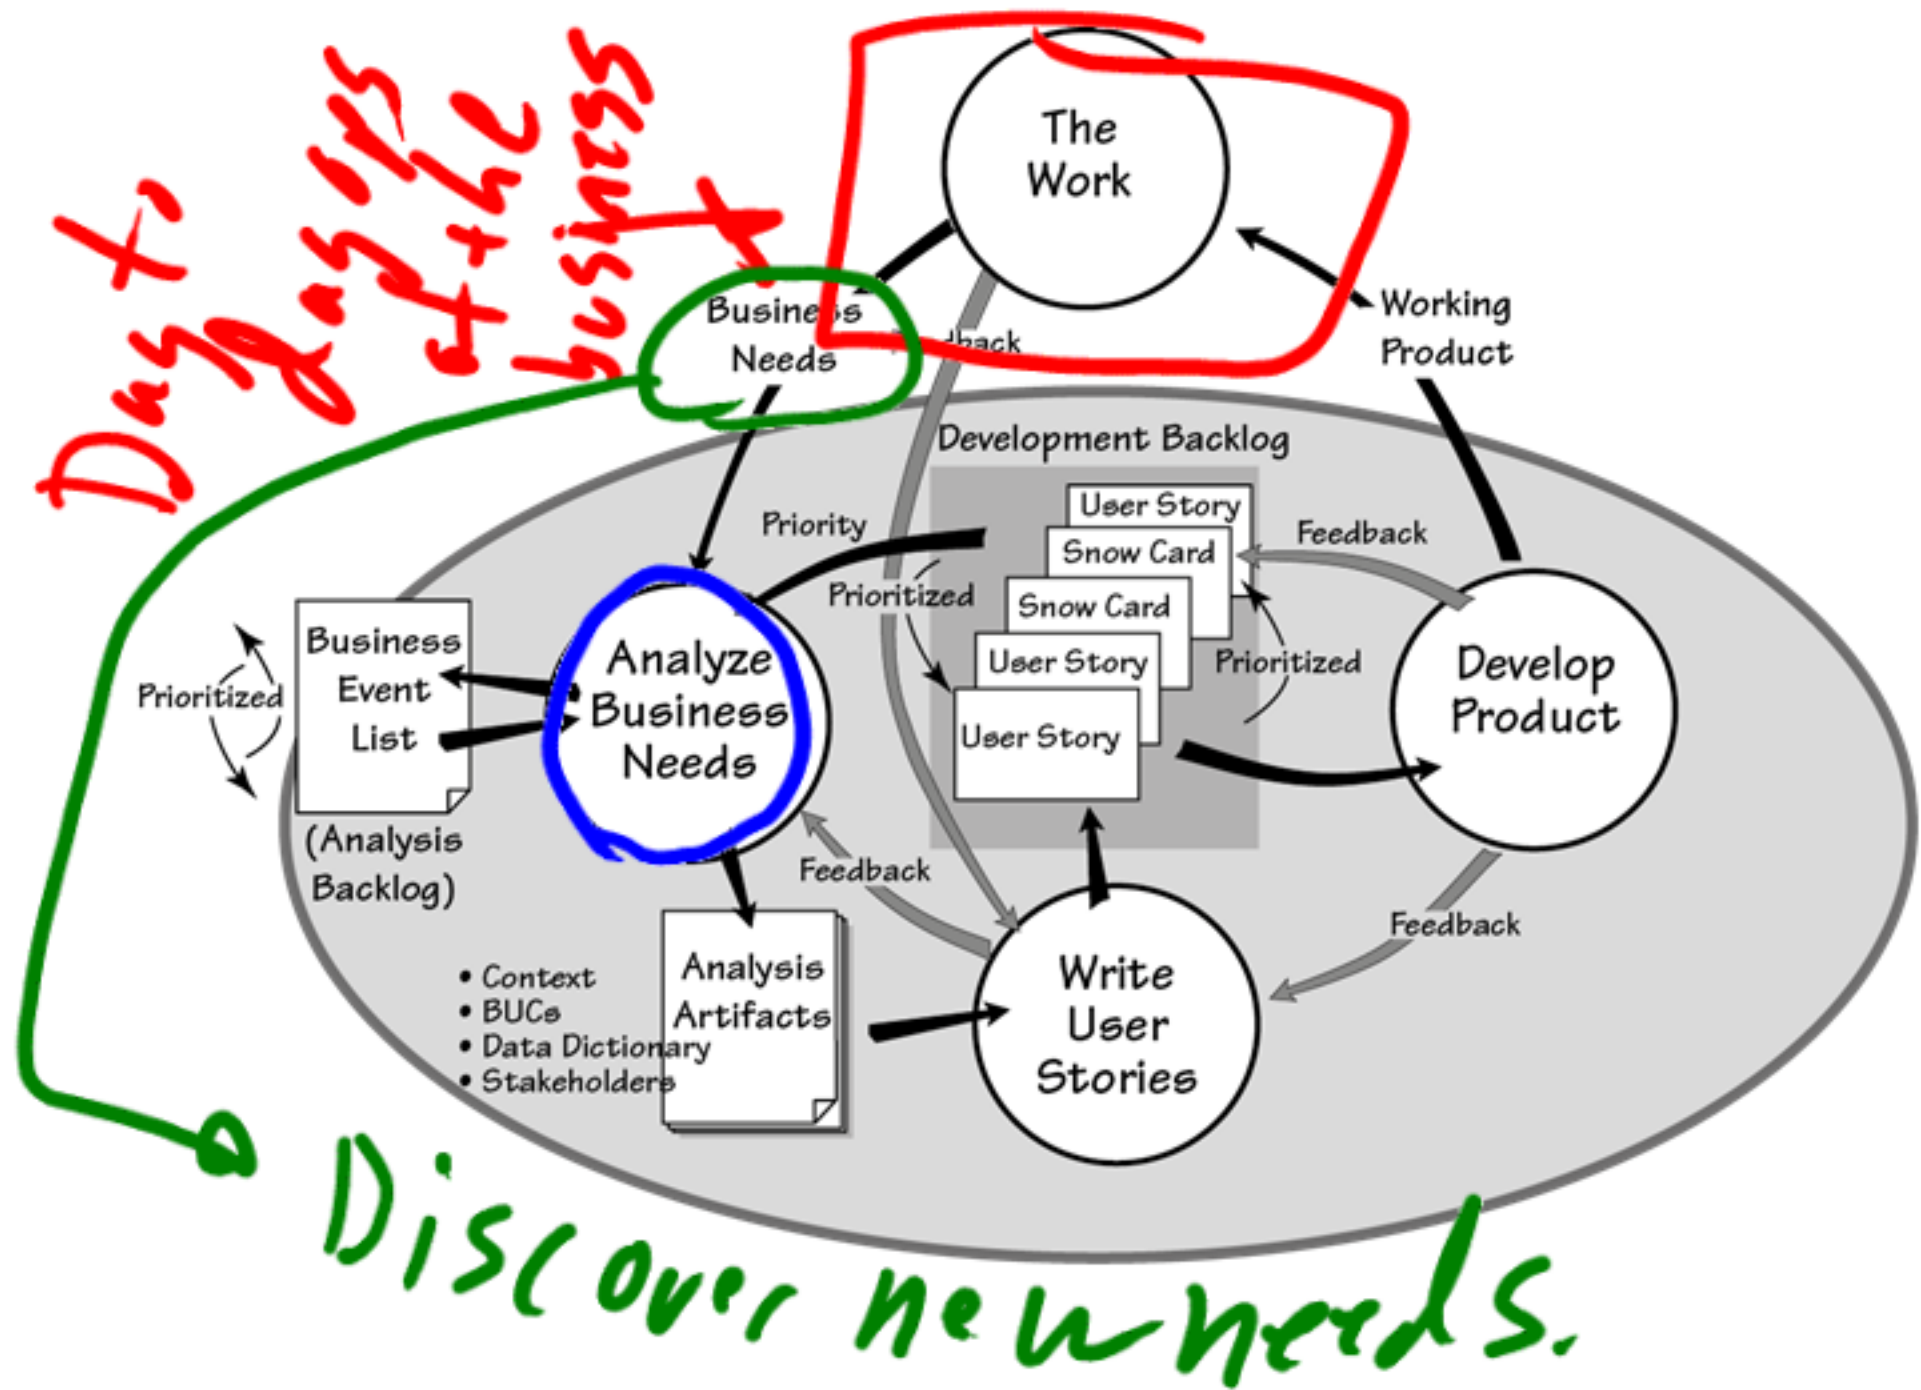 The
Work
Day to
day ops
of the
business
Business
Needs
dback
Working
Product
Development Backlog
Priority
Prioritized
User Story
Snow Card
Snow Card
User Story
User Story
Prioritized
Feedback
Develop
Product
Prioritized
Business
Event
List
(Analysis
Backlog)
Analyze
Business
Needs
Feedback
Feedback
• Context
• BUCs
• Data Dictionary
• Stakeholders
Analysis
Artifacts
Write
User
Stories
Discover new needs.